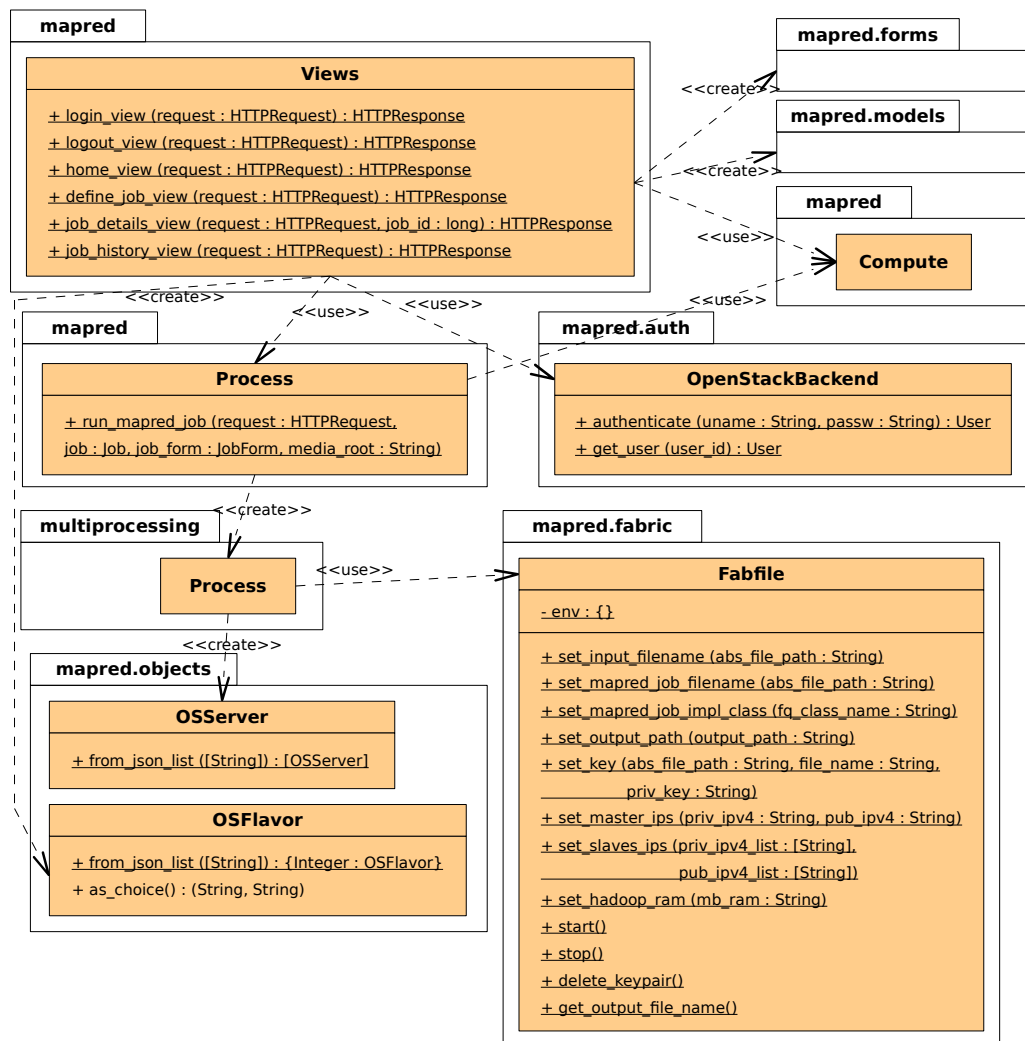 mapred
Views
+ login_view (request : HTTPRequest) : HTTPResponse
+ logout_view (request : HTTPRequest) : HTTPResponse
+ home_view (request : HTTPRequest) : HTTPResponse
+ define_job_view (request : HTTPRequest) : HTTPResponse
+ job_details_view (request : HTTPRequest, job_id : long) : HTTPResponse
+ job_history_view (request : HTTPRequest) : HTTPResponse
mapred.forms
<<create>>
mapred.models
<<create>>
mapred
<<use>>
Compute
<<create>>
<<use>>
<<use>>
<<use>>
mapred
Process
+ run_mapred_job (request : HTTPRequest,
job : Job, job_form : JobForm, media_root : String)
mapred.auth
OpenStackBackend
+ authenticate (uname : String, passw : String) : User
+ get_user (user_id) : User
<<create>>
multiprocessing
Process
<<use>>
<<create>>
mapred.objects
OSServer
+ from_json_list ([String]) : [OSServer]
OSFlavor
+ from_json_list ([String]) : {Integer : OSFlavor}
+ as_choice() : (String, String)
mapred.fabric
Fabfile
- env : {}
+ set_input_filename (abs_file_path : String)
+ set_mapred_job_filename (abs_file_path : String)
+ set_mapred_job_impl_class (fq_class_name : String)
+ set_output_path (output_path : String)
+ set_key (abs_file_path : String, file_name : String,
priv_key : String)
+ set_master_ips (priv_ipv4 : String, pub_ipv4 : String)
+ set_slaves_ips (priv_ipv4_list : [String],
pub_ipv4_list : [String])
+ set_hadoop_ram (mb_ram : String)
+ start()
+ stop()
+ delete_keypair()
+ get_output_file_name()